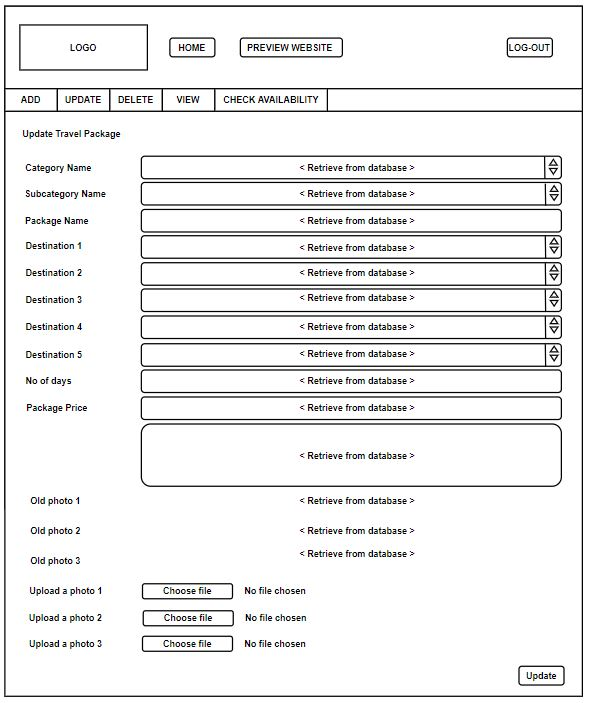 LOGO HOME PREVIEW WEBSITE LOG-OUT
ADD UPDATE DELETE VIEW CHECK AVAILABILITY
Update Travel Package
Category Name < Retrieve from database >
Subcategory Name < Retrieve from database >
Package Name < Retrieve from database >
Destination 1 < Retrieve from database >
Destination 2 < Retrieve from database >
Destination 3 < Retrieve from database >
Destination 4 < Retrieve from database >
Destination 5 < Retrieve from database >
No of days < Retrieve from database >
Package Price < Retrieve from database >
< Retrieve from database >
Old photo 1 < Retrieve from database >
Old photo 2 < Retrieve from database >
Old photo 3 < Retrieve from database >
Upload a photo 1 Choose file No file chosen
Upload a photo 2 Choose file No file chosen
Upload a photo 3 Choose file No file chosen
Update